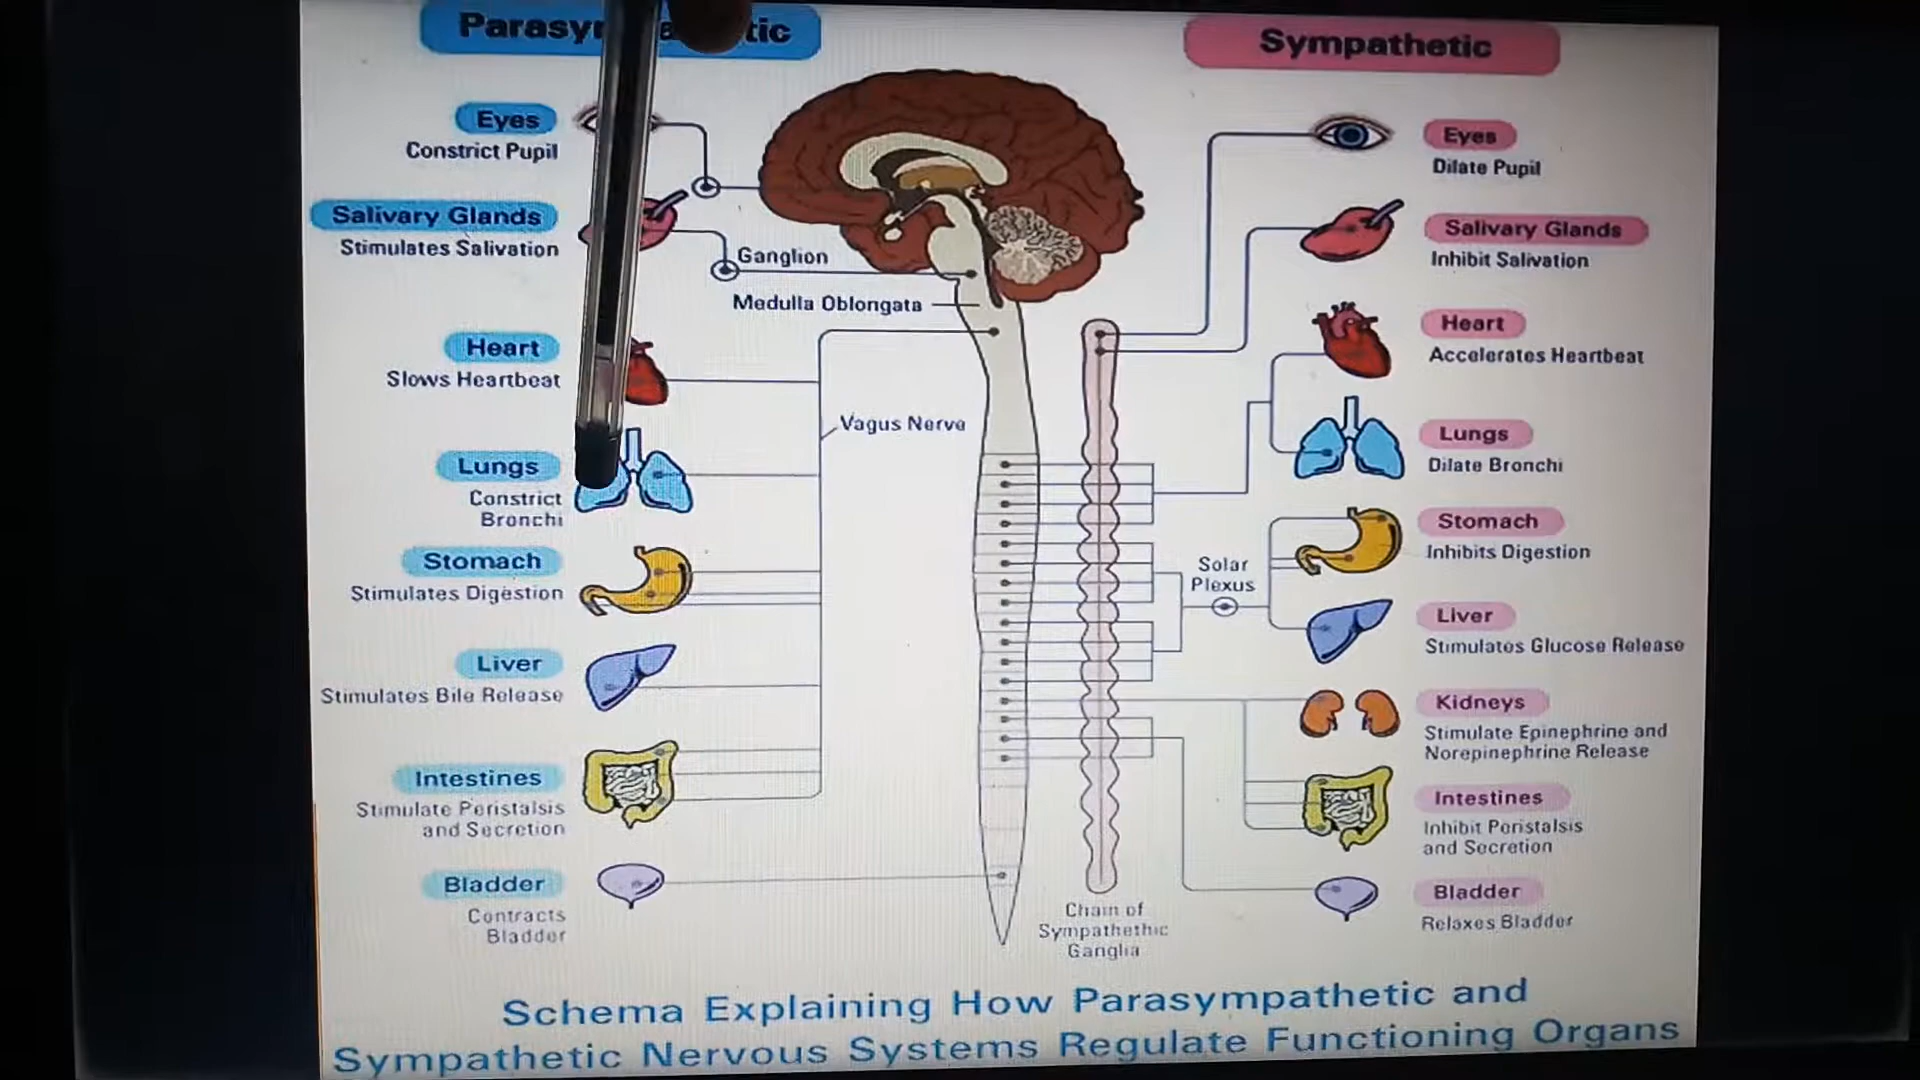 Sympathetic
Eyes
Constrict Pupil
Salivary Glands
Stimulates Salivation
Heart
Slows Heartbeat
Lungs
Constrict
Bronchi
Stomach
Stimulates Digestion
Liver
Stimulates Bile Release
Intestines
Stimulate Peristalsis
and Secretion
Bladder
Contracts
Bladder
Ganglion
Medulla Oblongata
Vagus Nerve
Solar
Plexus
Chain of
Sympathethic
Ganglia
Eyes
Dilate Pupil
Salivary Glands
Inhibit Salivation
Heart
Accelerates Heartbeat
Lungs
Dilate Bronchi
Stomach
Inhibits Digestion
Liver
Stimulates Glucose Release
Kidneys
Stimulate Epinephrine and
Norepinephrine Release
Intestines
Inhibit Peristalsis
and Secretion
Bladder
Relaxes Bladder
Schema Explaining How Parasympathetic and
Sympathetic Nervous Systems Regulate Functioning Organs